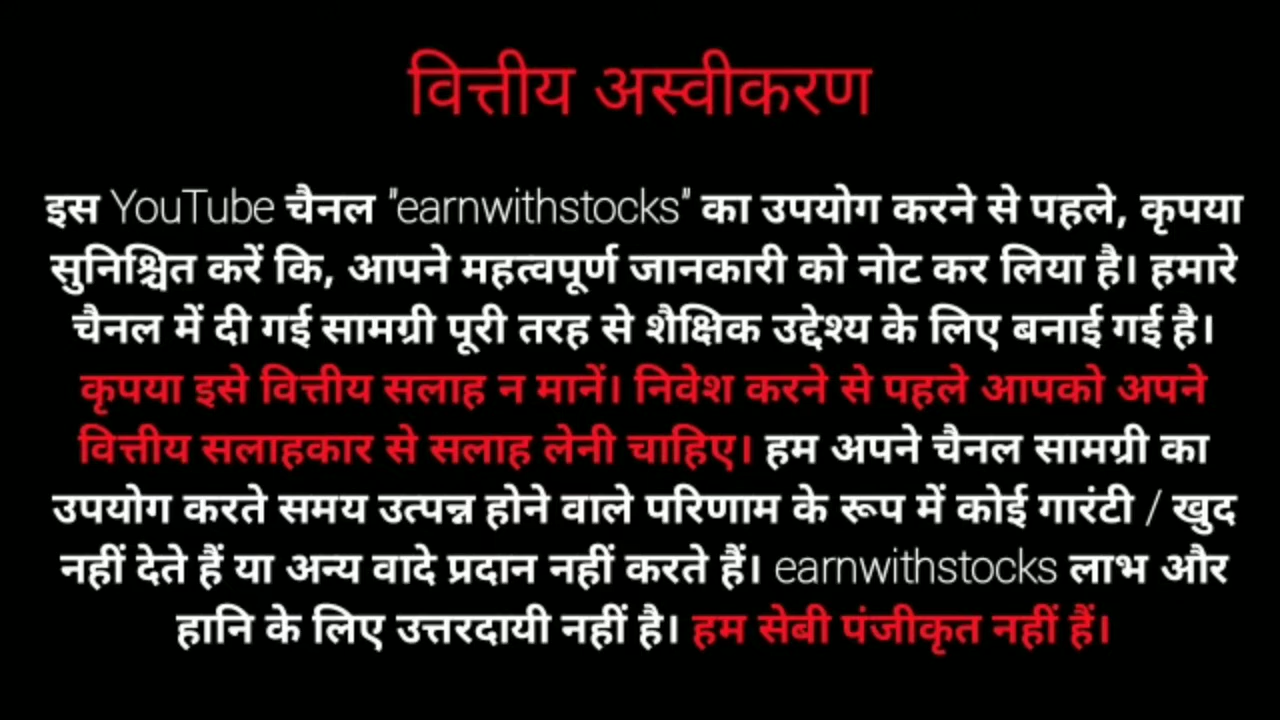 वित्तीय अस्वीकरण
इस YouTube चैनल "earnwithstocks" का उपयोग करने से पहले, कृपया
सुनिश्चित करें कि, आपने महत्वपूर्ण जानकारी को नोट कर लिया है। हमारे
चैनल में दी गई सामग्री पूरी तरह से शैक्षिक उद्देश्य के लिए बनाई गई है।
कृपया इसे वित्तीय सलाह न मानें। निवेश करने से पहले आपको अपने
वित्तीय सलाहकार से सलाह लेनी चाहिए। हम अपने चैनल सामग्री का
उपयोग करते समय उत्पन्न होने वाले परिणाम के रूप में कोई गारंटी / खुद
नहीं देते हैं या अन्य वादे प्रदान नहीं करते हैं। earnwithstocks लाभ और
हानि के लिए उत्तरदायी नहीं है। हम सेबी पंजीकृत नहीं हैं।